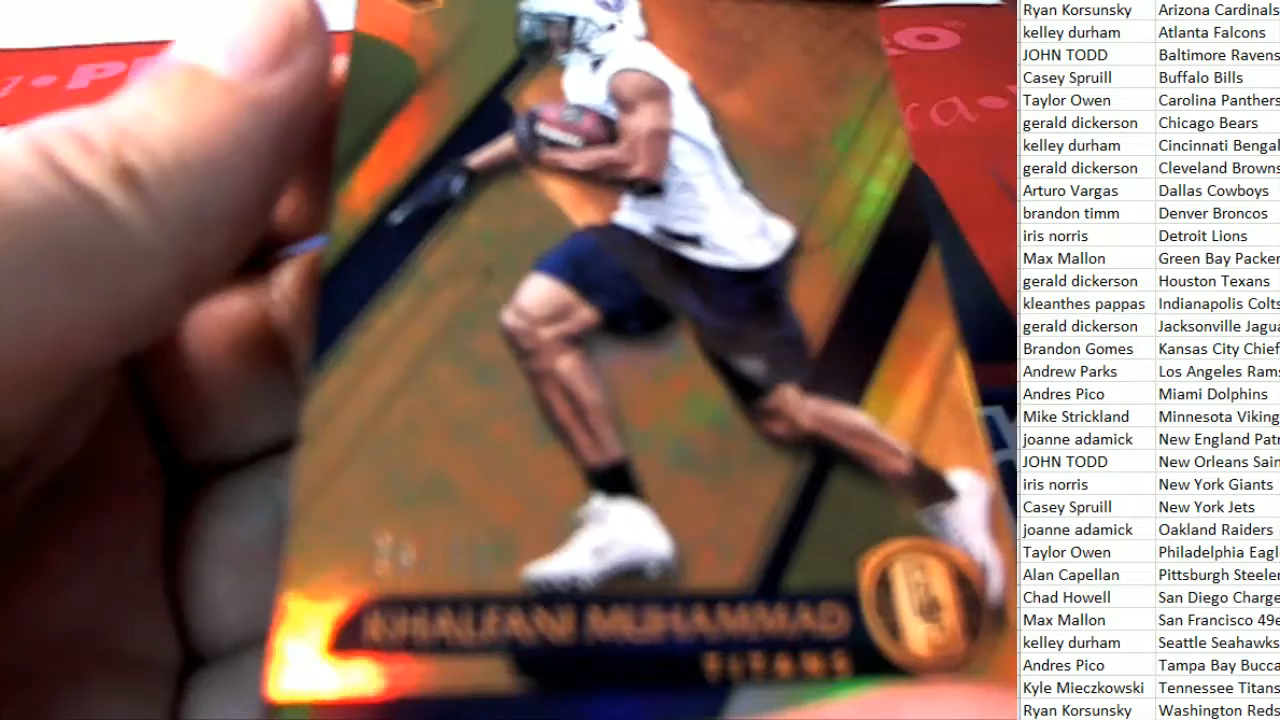 MUHAMMAD
TITANS
Ryan Korsunsky Arizona Cardinals
kelley durham Atlanta Falcons
JOHN TODD Baltimore Ravens
Casey Spruill Buffalo Bills
Taylor Owen Carolina Panthers
gerald dickerson Chicago Bears
kelley durham Cincinnati Bengal
gerald dickerson Cleveland Browns
Arturo Vargas Dallas Cowboys
brandon timm Denver Broncos
iris norris Detroit Lions
Max Mallon Green Bay Packer
gerald dickerson Houston Texans
kleanthes pappas Indianapolis Colts
gerald dickerson Jacksonville Jagua
Brandon Gomes Kansas City Chief
Andrew Parks Los Angeles Rams
Andres Pico Miami Dolphins
Mike Strickland Minnesota Viking
joanne adamick New England Patr
JOHN TODD New Orleans Sain
iris norris New York Giants
Casey Spruill New York Jets
joanne adamick Oakland Raiders
Taylor Owen Philadelphia Eagl
Alan Capellan Pittsburgh Steeler
Chad Howell San Diego Charge
Max Mallon San Francisco 49e
kelley durham Seattle Seahawks
Andres Pico Tampa Bay Bucca
Kyle Mieczkowski Tennessee Titans
Ryan Korsunsky Washington Reds